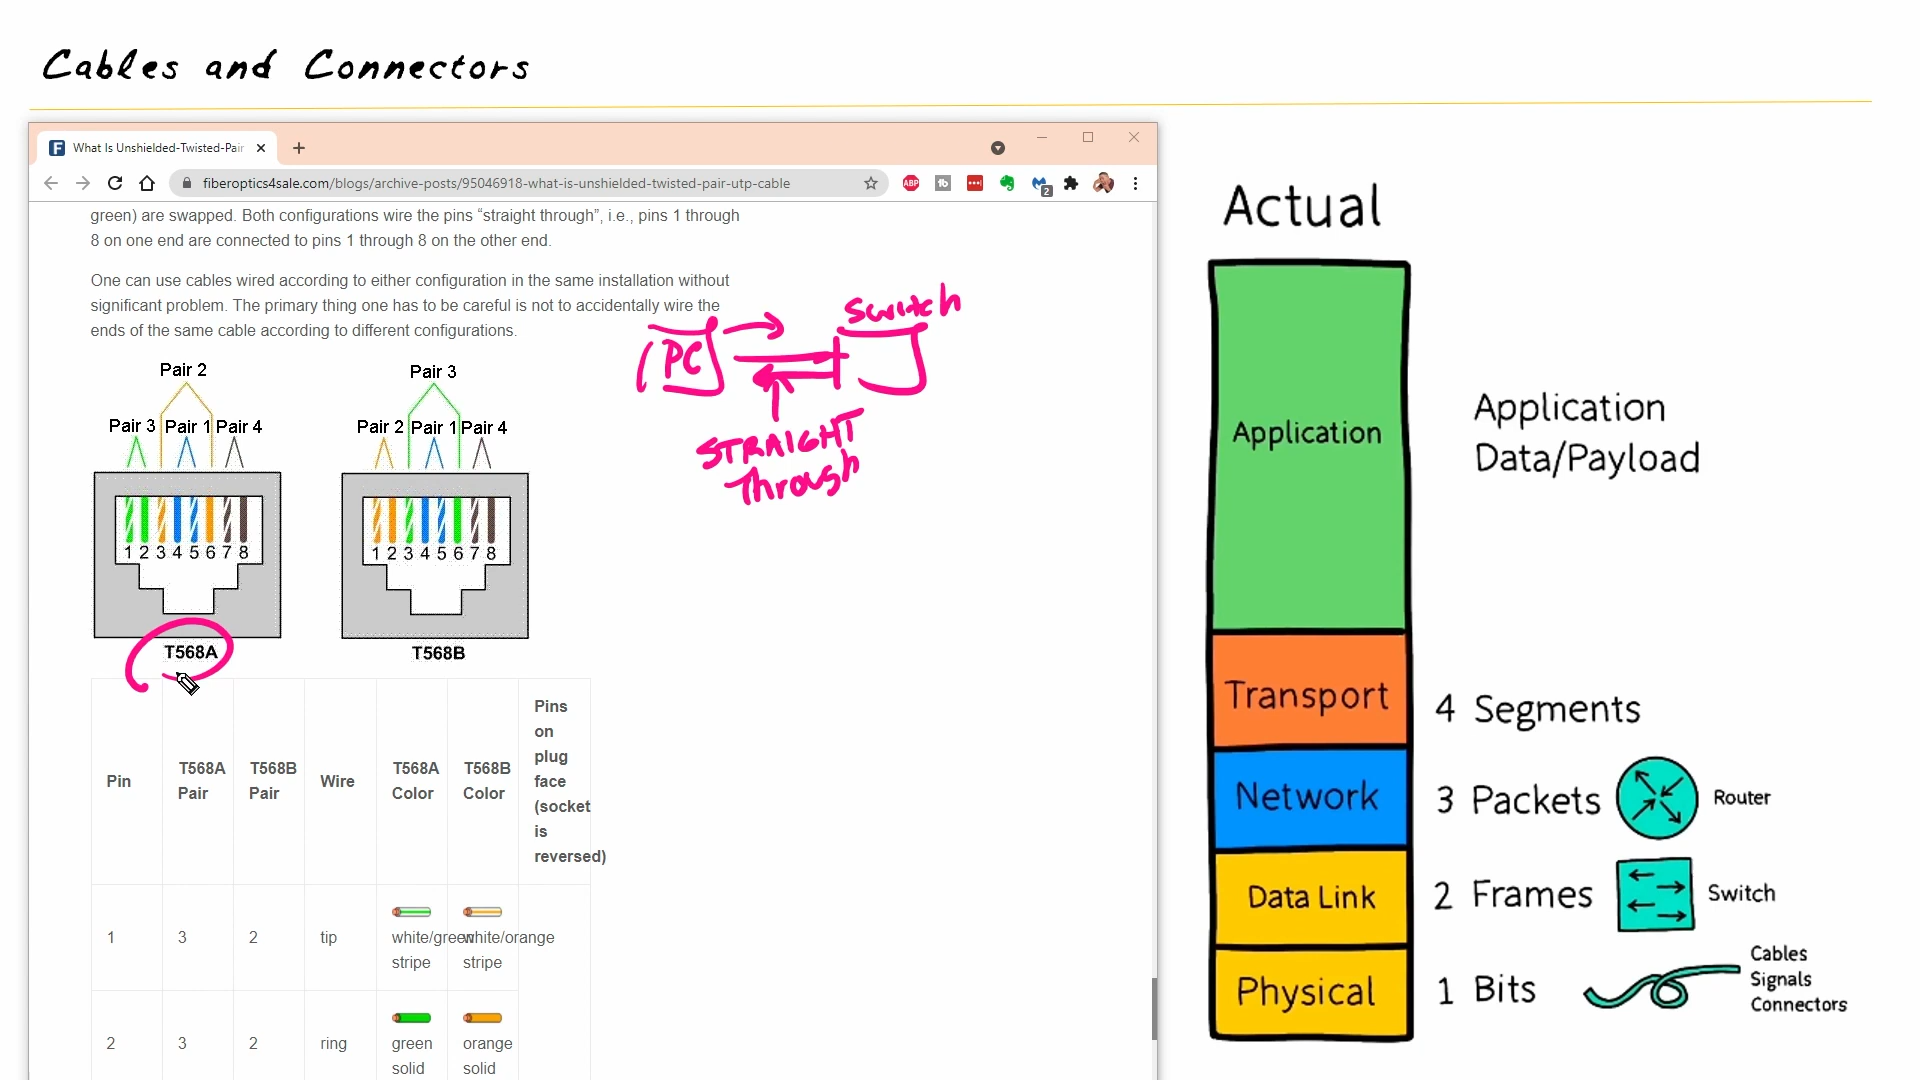 Cables and Connectors
What Is Unshielded-Twisted-Pair
fiberoptics4sale.com/blogs/archive-posts/95046918-what-is-unshielded-twisted-pair-utp-cable
ABP
2
green) are swapped. Both configurations wire the pins “straight through”, i.e., pins 1 through
8 on one end are connected to pins 1 through 8 on the other end.
One can use cables wired according to either configuration in the same installation without
significant problem. The primary thing one has to be careful is not to accidentally wire the
ends of the same cable according to different configurations.
Switch
PC
STRAIGHT
Through
Pair 2
Pair 3 Pair 1 Pair 4
1 2 3 4 5 6 7 8
T568A
Pair 3
Pair 2 Pair 1 Pair 4
1 2 3 4 5 6 7 8
T568B
Pin
T568A
Pair
T568B
Pair
Wire
T568A
Color
T568B
Color
Pins
on
plug
face
(socket
is
reversed)
1
3
2
tip
white/green
stripe
white/orange
stripe
2
3
2
ring
green
solid
orange
solid
Actual
Application
Application
Data/Payload
Transport
4 Segments
Network
3 Packets
Router
Data Link
2 Frames
Switch
Physical
1 Bits
Cables
Signals
Connectors